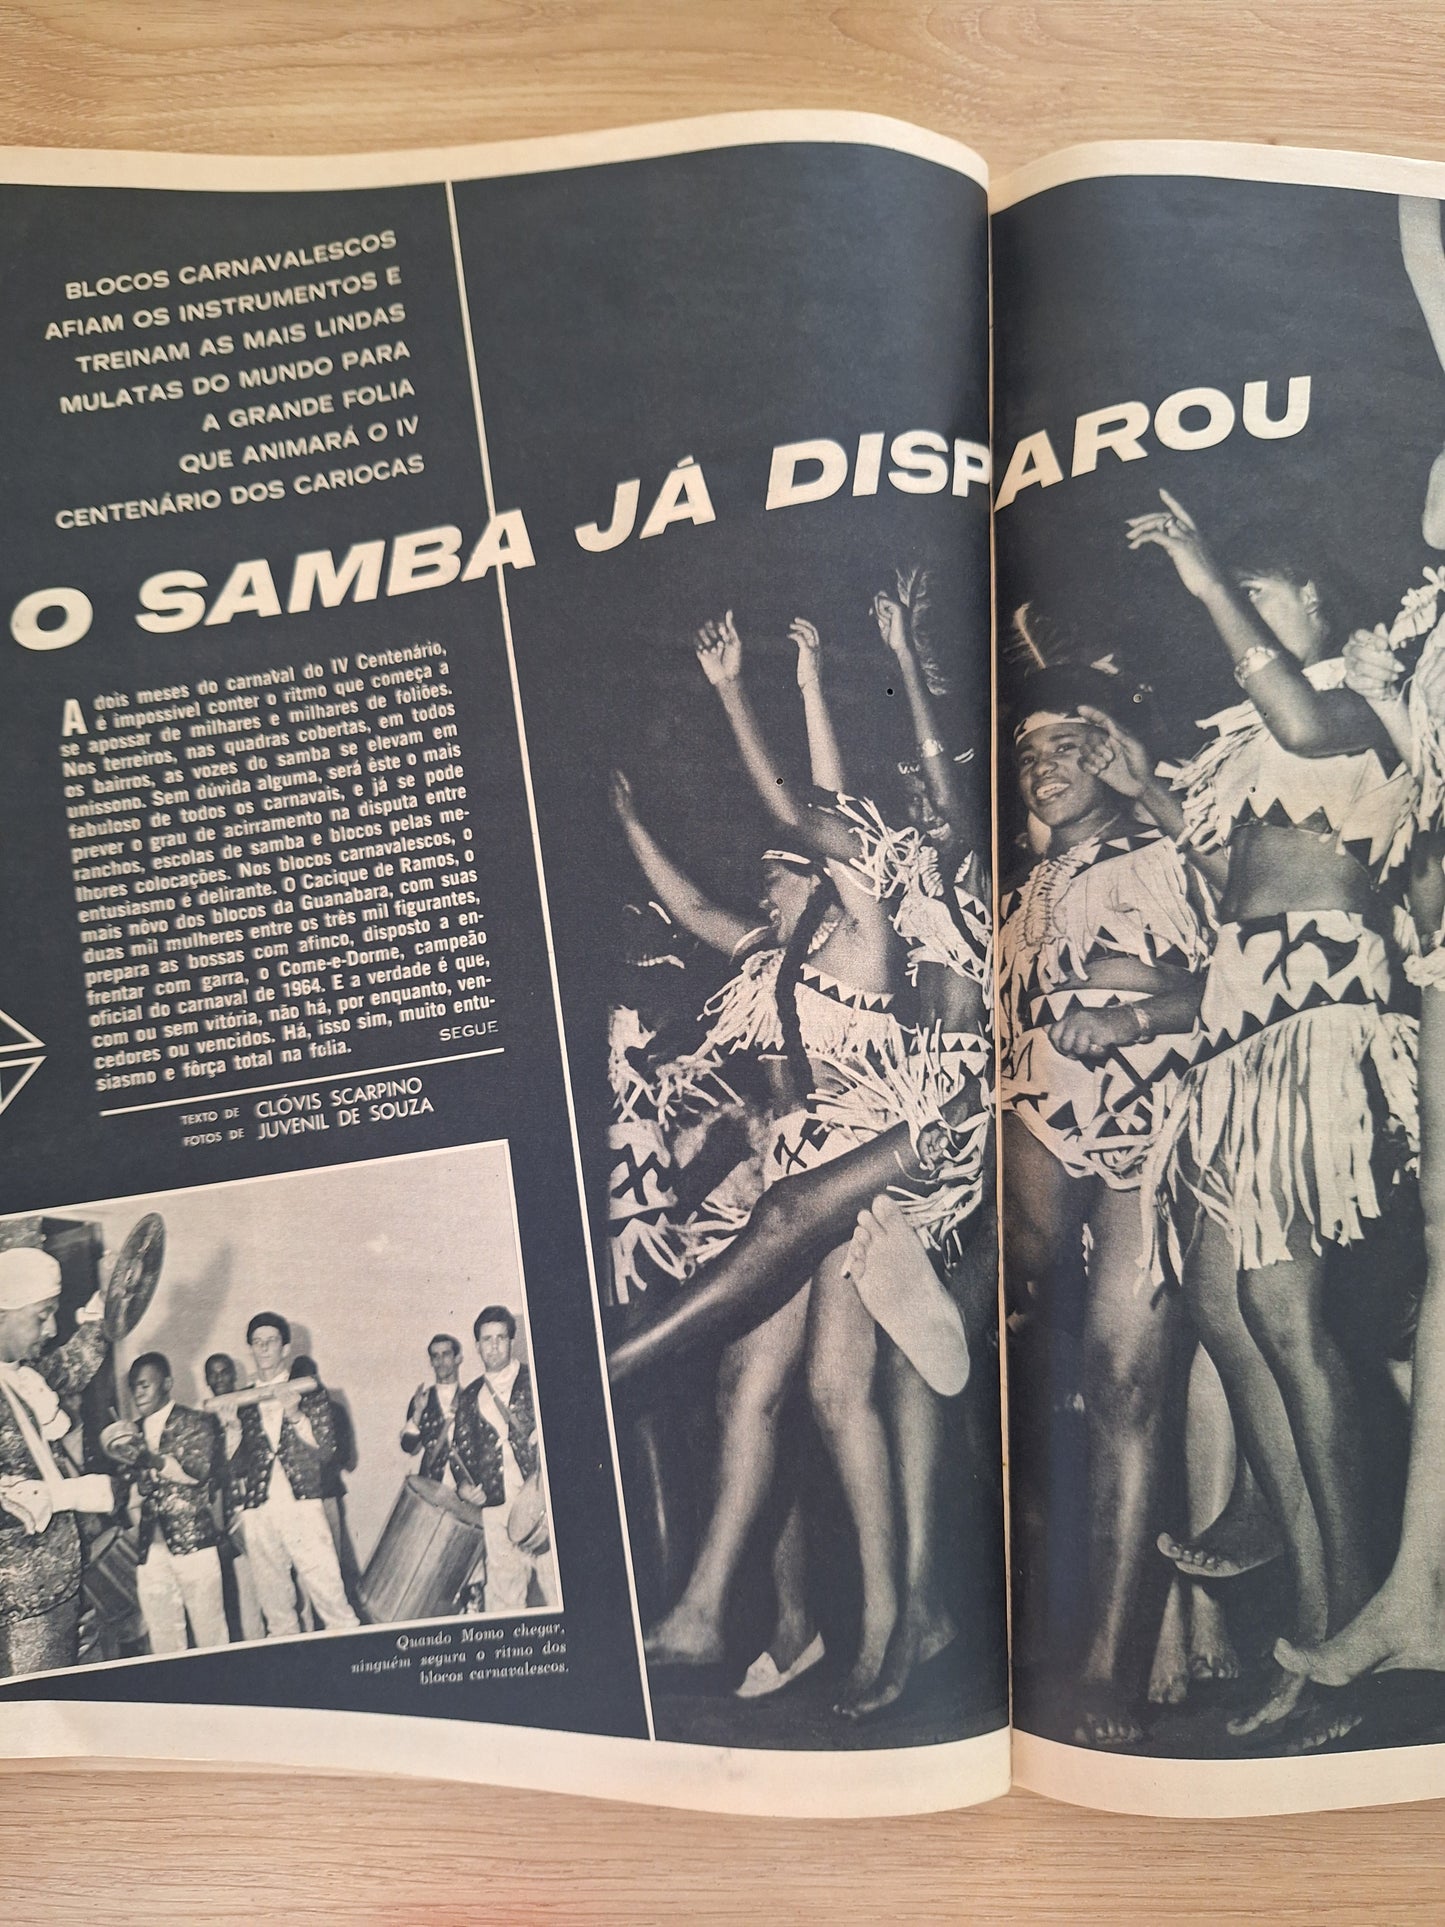 BLOCOS CARNAVALESCOS
AFIAM OS INSTRUMENTOS E
TREINAM AS MAIS LINDAS
MULATAS DO MUNDO PARA
A GRANDE FOLIA
QUE ANIMARÁ O IV
CENTENÁRIO DOS CARIOCAS
O SAMBA JÁ DISPAROU
A dois meses do carnaval do IV Centenário,
é impossível conter o ritmo que começa a
se apossar de milhares e milhares de foliões.
Nos terreiros, nas quadras cobertas, em todos
os bairros, as vozes do samba se elevam em
uníssono. Sem dúvida alguma, será êste o mais
fabuloso de todos os carnavais, e já se pode
prever o grau de acirramento na disputa entre
ranchos, escolas de samba e blocos pelas me-
lhores colocações. Nos blocos carnavalescos, o
entusiasmo é delirante. O Cacique de Ramos, o
mais nôvo dos blocos da Guanabara, com suas
duas mil mulheres entre os três mil figurantes,
prepara as bossas com afinco, disposto a en-
frentar com garra, o Come-e-Dorme, campeão
oficial do carnaval de 1964. E a verdade é que,
com ou sem vitória, não há, por enquanto, ven-
cedores ou vencidos. Há, isso sim, muito entu-
siasmo e fôrça total na folia.
SEGUE
TEXTO DE CLÓVIS SCARPINO
FOTOS DE JUVENIL DE SOUZA
Quando Momo chegar,
ninguém segura o ritmo dos
blocos carnavalescos.